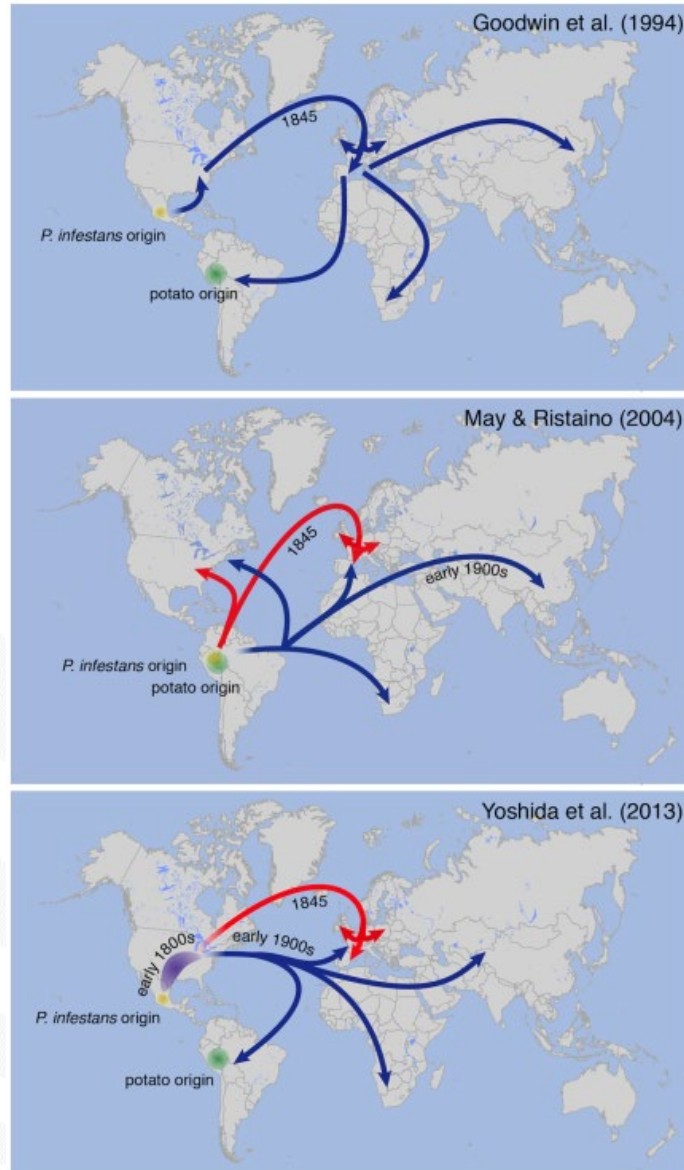 Goodwin et al. (1994)
1845
P. infestans origin
potato origin
May & Ristaino (2004)
1845
early 1900s
P. infestans origin
potato origin
Yoshida et al. (2013)
1845
early 1900s
early 1800s
P. infestans origin
potato origin